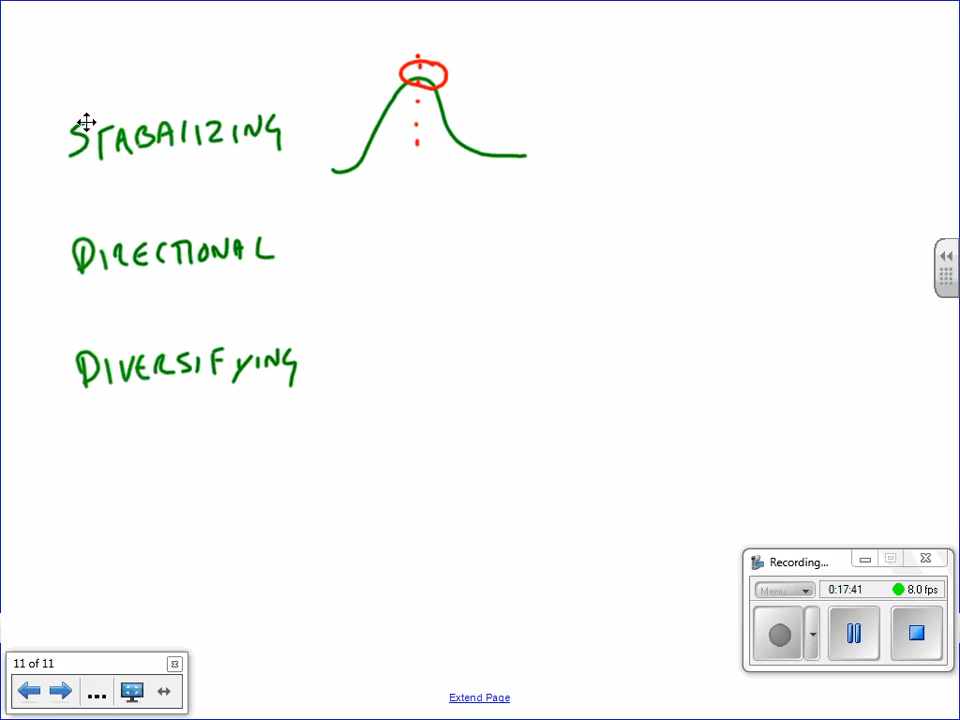 STABALIZING
DIRECTIONAL
DIVERSIFYING
Recording...
Menu
0:17:41
8.0 fps
11 of 11
...
Extend Page